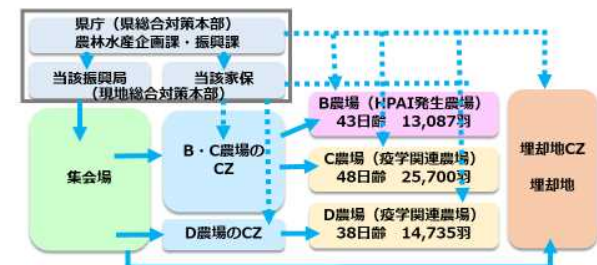 県庁（県総合対策本部）
農林水産企画課・振興課
当該振興局
当該家保
（現地総合対策本部）
集会場
B・C農場の
CZ
D農場のCZ
B農場（HPAI発生農場）
43日齢　13,087羽
C農場（疫学関連農場）
48日齢　25,700羽
D農場（疫学関連農場）
38日齢　14,735羽
埋却地CZ
埋却地